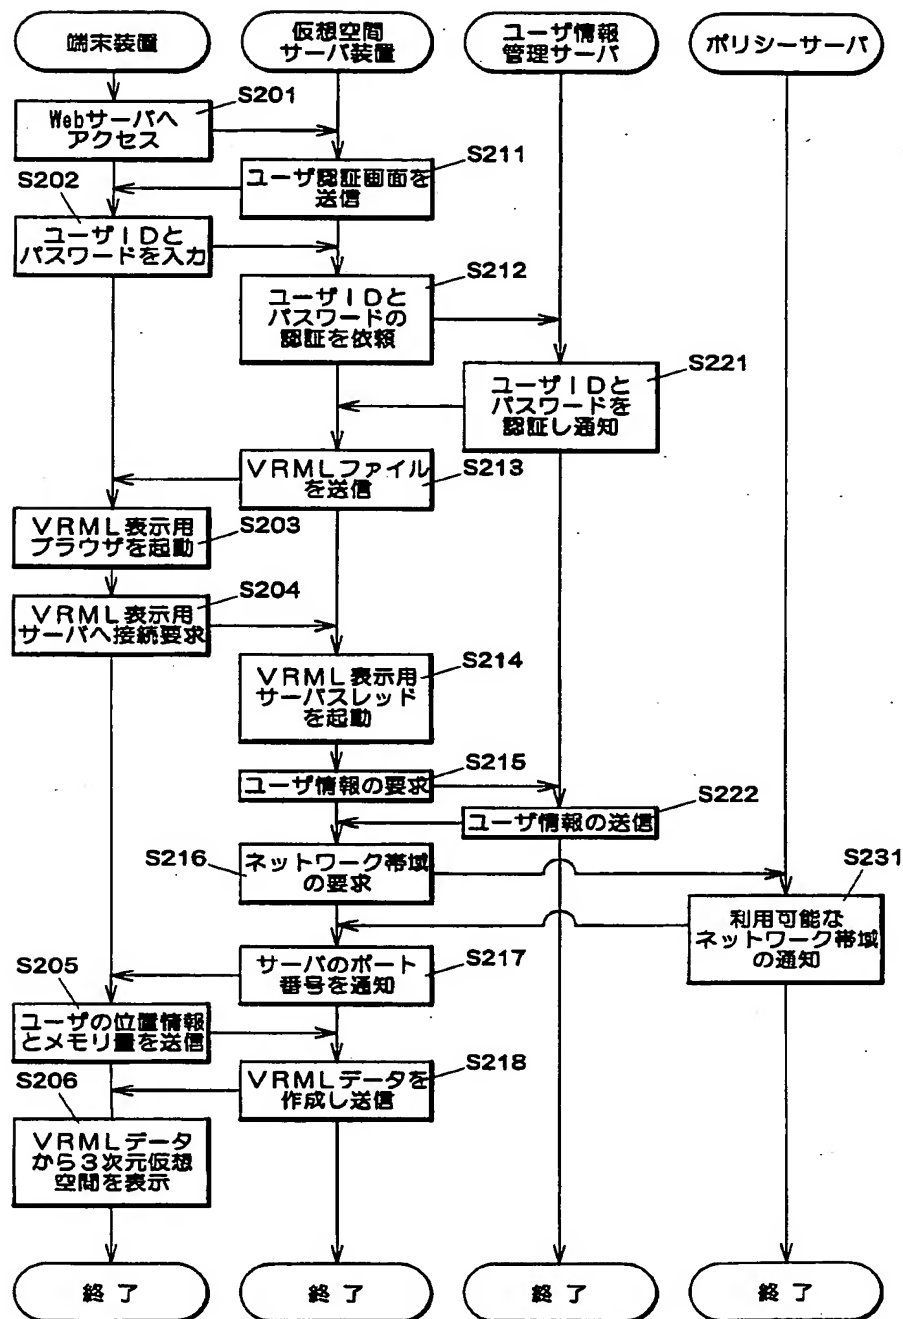 端末装置
仮想空間
サーバ装置
ユーザ情報
管理サーバ
ポリシーサーバ
S201
Webサーバへ
アクセス
S211
ユーザ認証画面を
送信
S202
ユーザIDと
パスワードを入力
S212
ユーザIDと
パスワードの
認証を依頼
S221
ユーザIDと
パスワードを
認証し通知
S213
VRMLファイル
を送信
S203
VRML表示用
ブラウザを起動
S204
VRML表示用
サーバへ接続要求
S214
VRML表示用
サーバスレッド
を起動
S215
ユーザ情報の要求
S222
ユーザ情報の送信
S216
ネットワーク帯域
の要求
S231
利用可能な
ネットワーク帯域
の通知
S217
サーバのポート
番号を通知
S205
ユーザの位置情報
とメモリ量を送信
S218
VRMLデータを
作成し送信
S206
VRMLデータ
から3次元仮想
空間を表示
終了
終了
終了
終了